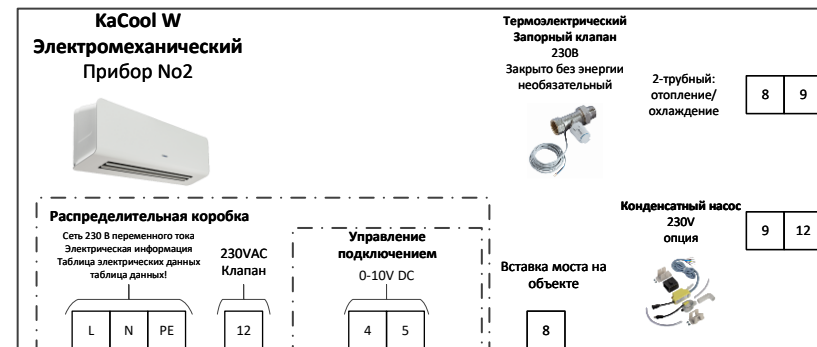 KaCool W
Электромеханический
Прибор No2
Термоэлектрический
Запорный клапан
230В
Закрыто без энергии
необязательный
2-трубный:
отопление/
охлаждение
8 9
Распределительная коробка
Сеть 230 В переменного тока
Электрическая информация
Таблица электрических данных
таблица данных!
230VAC
Клапан
Управление
подключением
0-10V DC
Конденсатный насос
230V
опция
9 12
Вставка моста на
объекте
L N PE
12
4 5
8